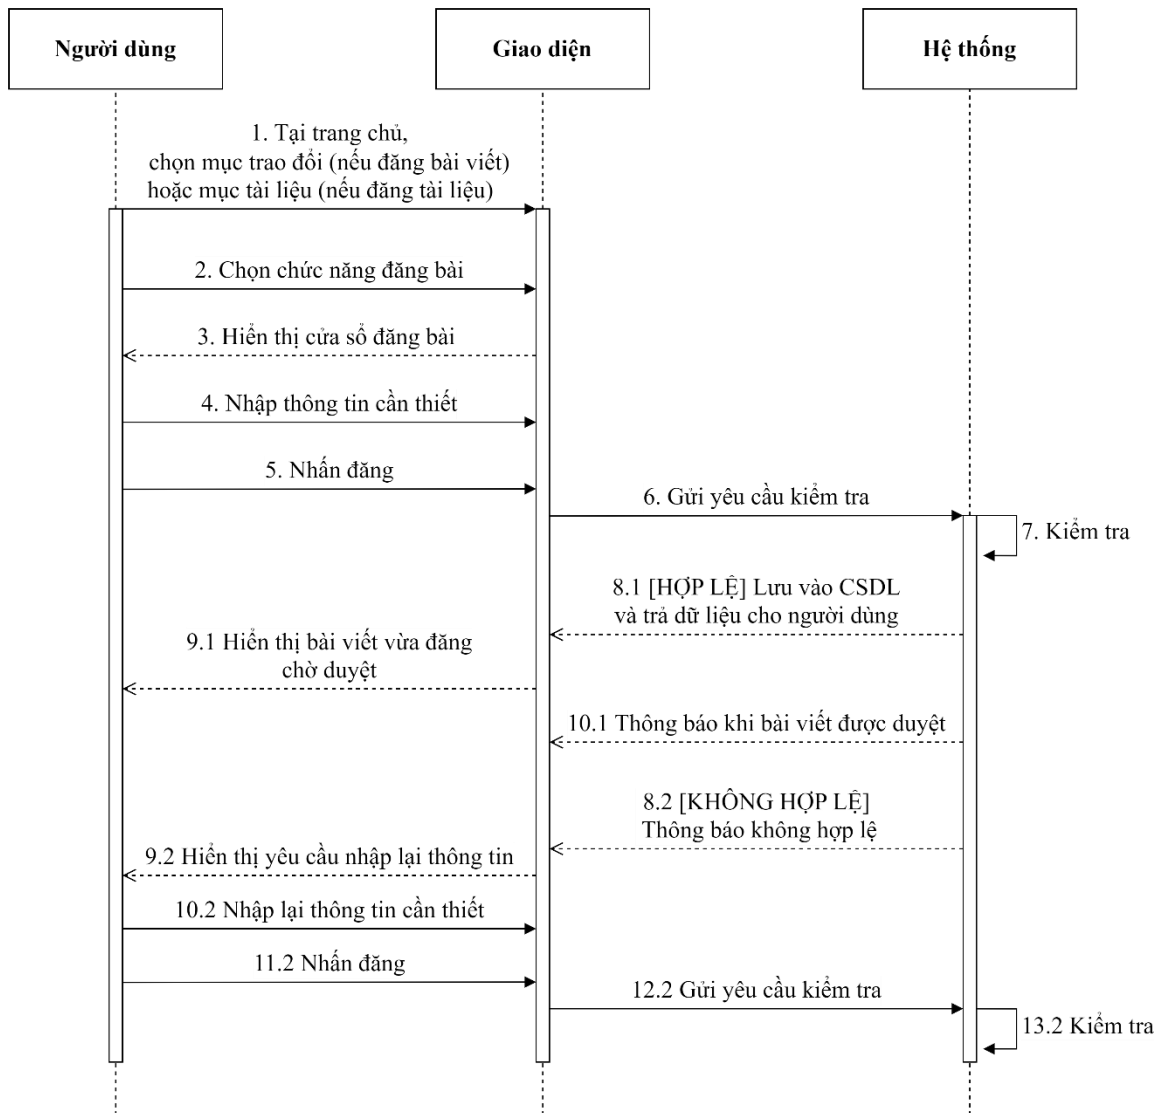 Người dùng
Giao diện
Hệ thống
1. Tại trang chủ,
chọn mục trao đổi (nếu đăng bài viết)
hoặc mục tài liệu (nếu đăng tài liệu)
2. Chọn chức năng đăng bài
3. Hiển thị cửa sổ đăng bài
4. Nhập thông tin cần thiết
5. Nhấn đăng
6. Gửi yêu cầu kiểm tra
7. Kiểm tra
8.1 [HỢP LỆ] Lưu vào CSDL
và trả dữ liệu cho người dùng
9.1 Hiển thị bài viết vừa đăng
chờ duyệt
10.1 Thông báo khi bài viết được duyệt
8.2 [KHÔNG HỢP LỆ]
Thông báo không hợp lệ
9.2 Hiển thị yêu cầu nhập lại thông tin
10.2 Nhập lại thông tin cần thiết
11.2 Nhấn đăng
12.2 Gửi yêu cầu kiểm tra
13.2 Kiểm tra